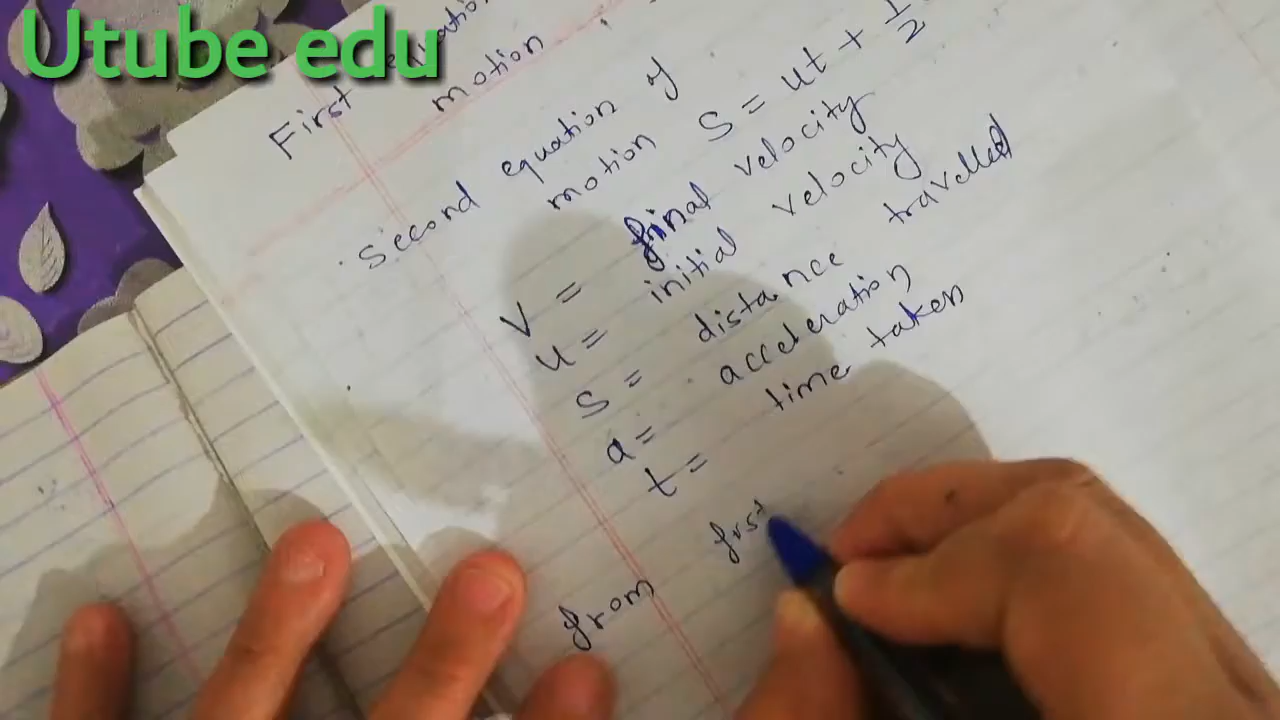 Utube edu
First equation
motion
Second equation of
motion S = ut + 1/2
V = final velocity
u = initial velocity
S = distance travelled
a = acceleration
t = time taken
from